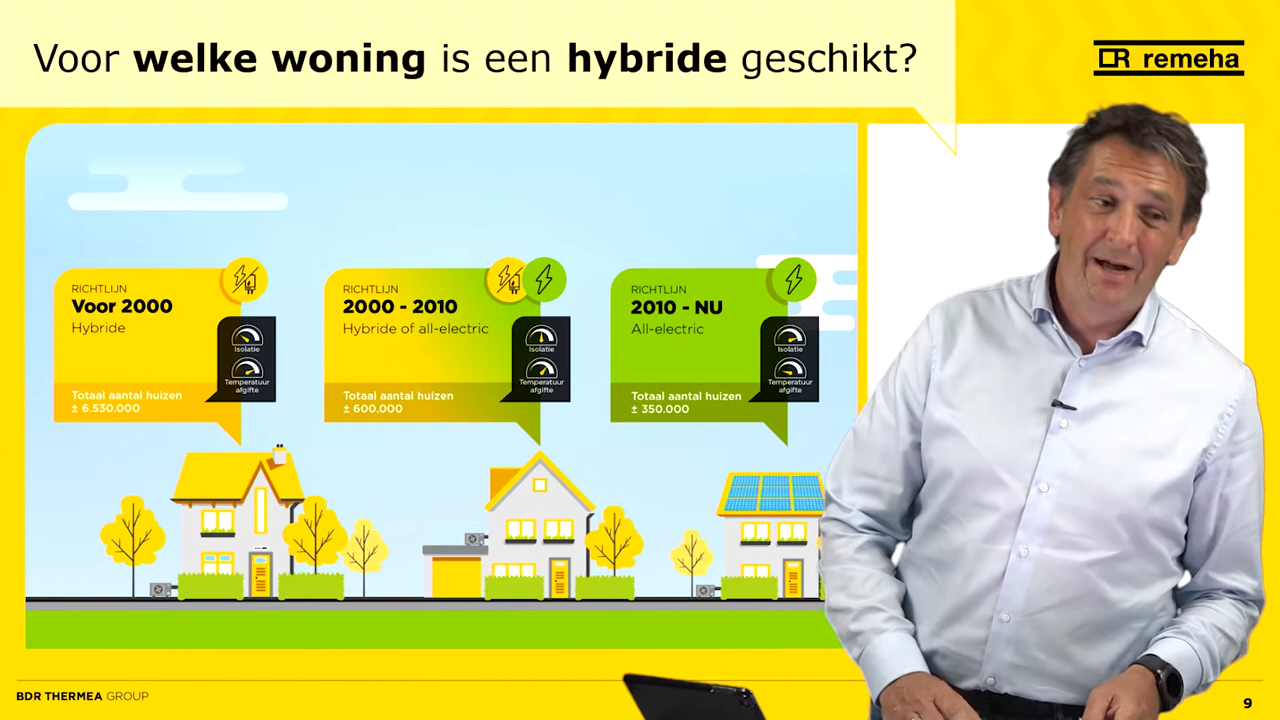 Voor welke woning is een hybride geschikt?
remeha
RICHTLIJN
Voor 2000
Hybride
Isolatie
Temperatuur
afgifte
Totaal aantal huizen
± 6.530.000
RICHTLIJN
2000 - 2010
Hybride of all-electric
Isolatie
Temperatuur
afgifte
Totaal aantal huizen
± 600.000
RICHTLIJN
2010 - NU
All-electric
Isolatie
Temperatuur
afgifte
Totaal aantal huizen
± 350.000
BDR THERMEA GROUP
9